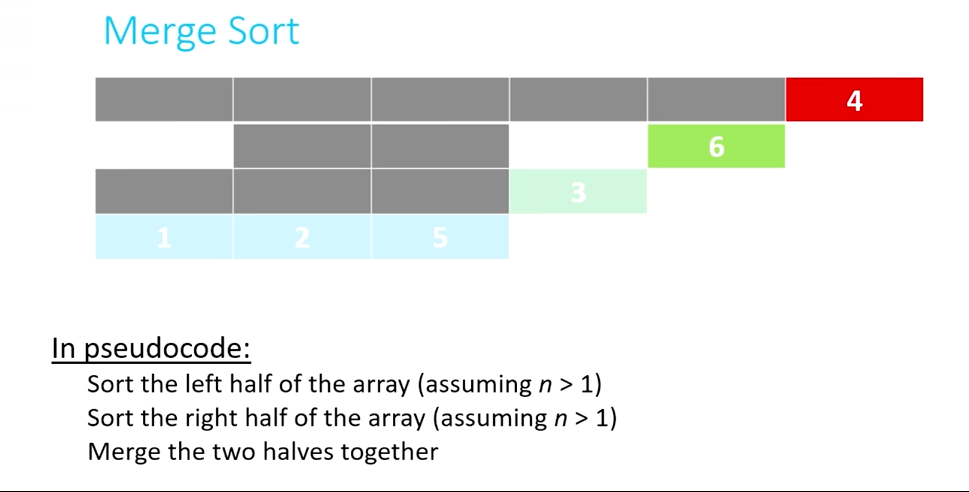 Merge Sort
4
6
3
1 2 5
In pseudocode:
Sort the left half of the array (assuming n > 1)
Sort the right half of the array (assuming n > 1)
Merge the two halves together